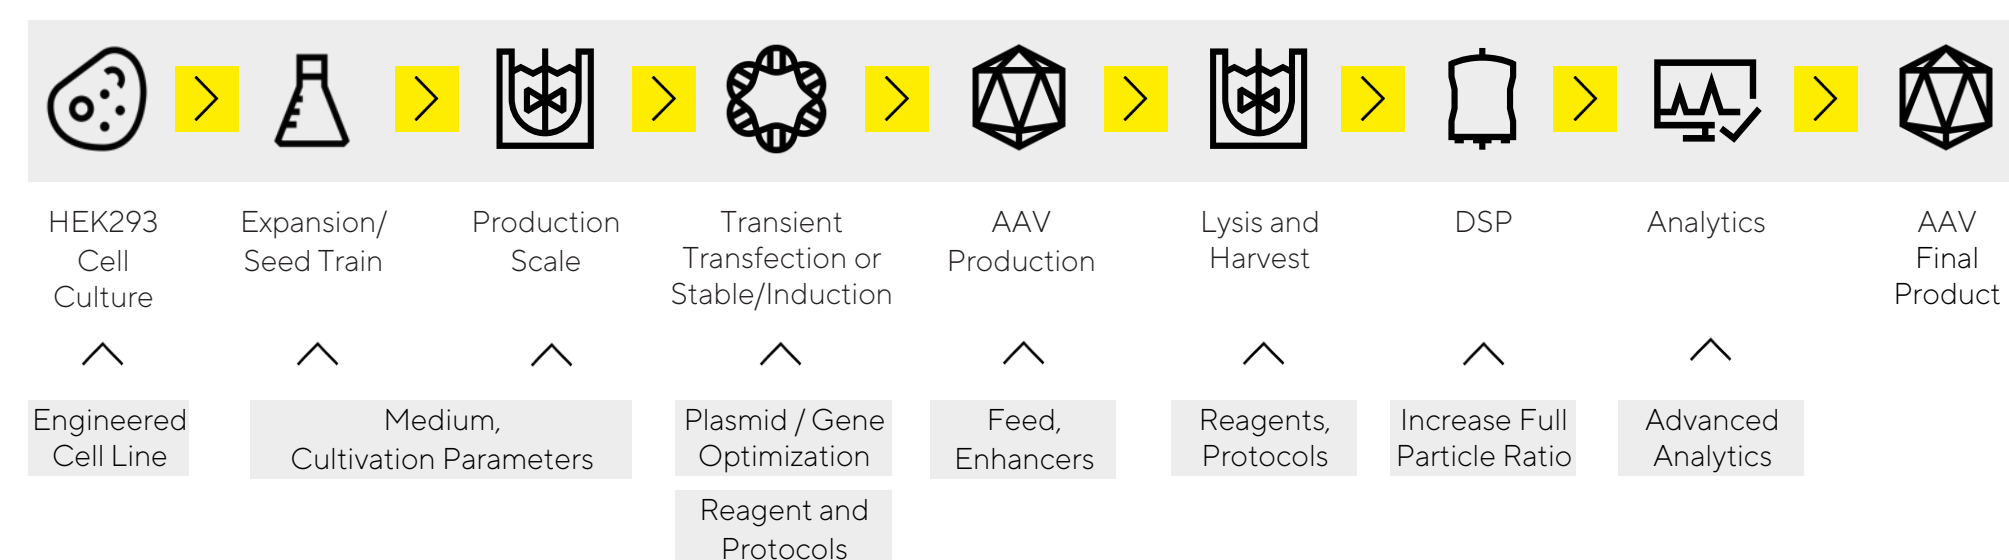 HEK293
Cell
Culture
Expansion/
Seed Train
Production
Scale
Transient
Transfection or
Stable/Induction
AAV
Production
Lysis and
Harvest
DSP
Analytics
AAV
Final
Product
Engineered
Cell Line
Medium,
Cultivation Parameters
Plasmid / Gene
Optimization
Reagent and
Protocols
Feed,
Enhancers
Reagents,
Protocols
Increase Full
Particle Ratio
Advanced
Analytics